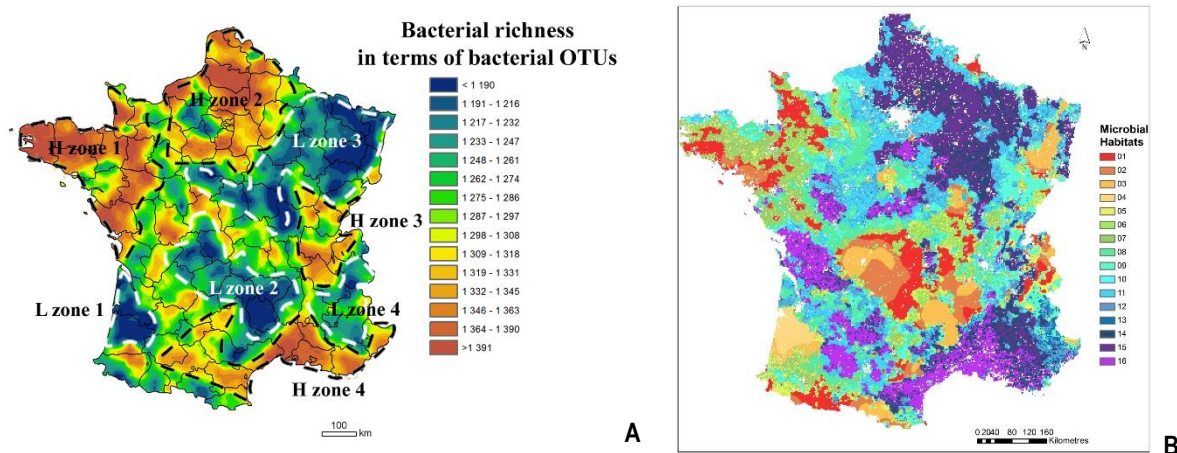 Bacterial richness
in terms of bacterial OTUs
< 1 190
1 191 - 1 216
1 217 - 1 232
1 233 - 1 247
1 248 - 1 261
1 262 - 1 274
1 275 - 1 286
1 287 - 1 297
1 298 - 1 308
1 309 - 1 318
1 319 - 1 331
1 332 - 1 345
1 346 - 1 363
1 364 - 1 390
>1 391
H zone 2
H zone 1
L zone 3
H zone 3
L zone 2
L zone 1
L zone 4
H zone 4
100
km
A
N
Microbial
Habitats
01
02
03
04
05
06
07
08
09
10
11
12
13
14
15
16
0 20 40 80 120 160
Kilometres
B